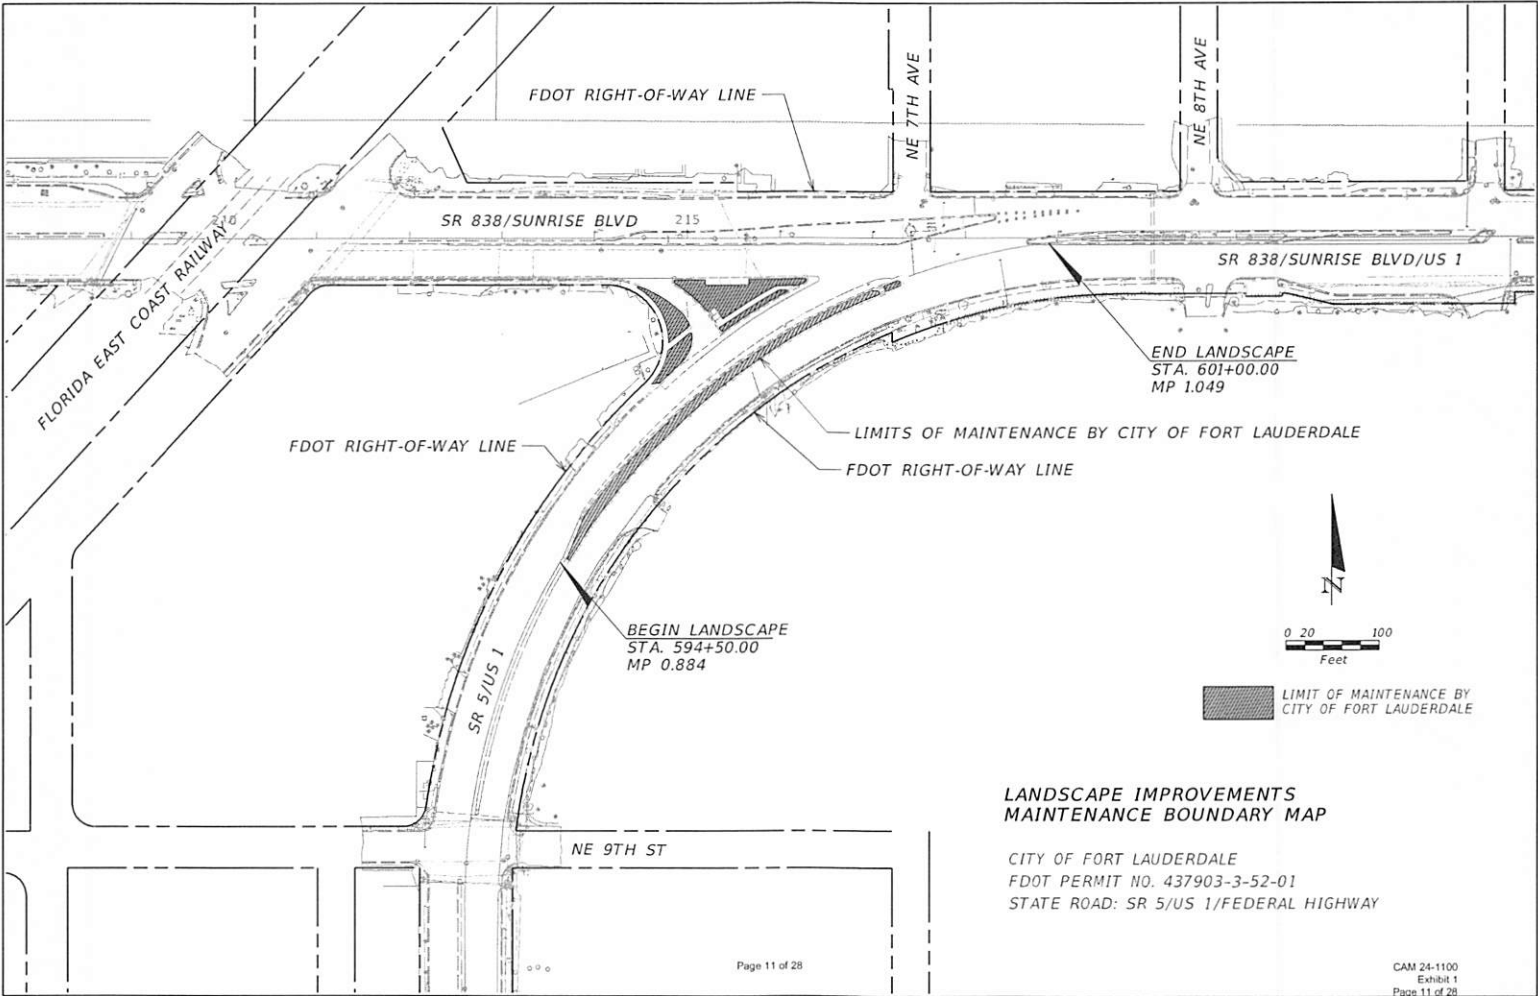 FDOT RIGHT-OF-WAY LINE
NE 7TH AVE
NE 8TH AVE
SR 838/SUNRISE BLVD
210
215
SR 838/SUNRISE BLVD/US 1
FLORIDA EAST COAST RAILWAY
END LANDSCAPE
STA. 601+00.00
MP 1.049
LIMITS OF MAINTENANCE BY CITY OF FORT LAUDERDALE
FDOT RIGHT-OF-WAY LINE
FDOT RIGHT-OF-WAY LINE
N
BEGIN LANDSCAPE
STA. 594+50.00
MP 0.884
0 20 100
Feet
SR 5/US 1
LIMIT OF MAINTENANCE BY
CITY OF FORT LAUDERDALE
LANDSCAPE IMPROVEMENTS
MAINTENANCE BOUNDARY MAP
NE 9TH ST
CITY OF FORT LAUDERDALE
FDOT PERMIT NO. 437903-3-52-01
STATE ROAD: SR 5/US 1/FEDERAL HIGHWAY
Page 11 of 28
CAM 24-1100
Exhibit 1
Page 11 of 28